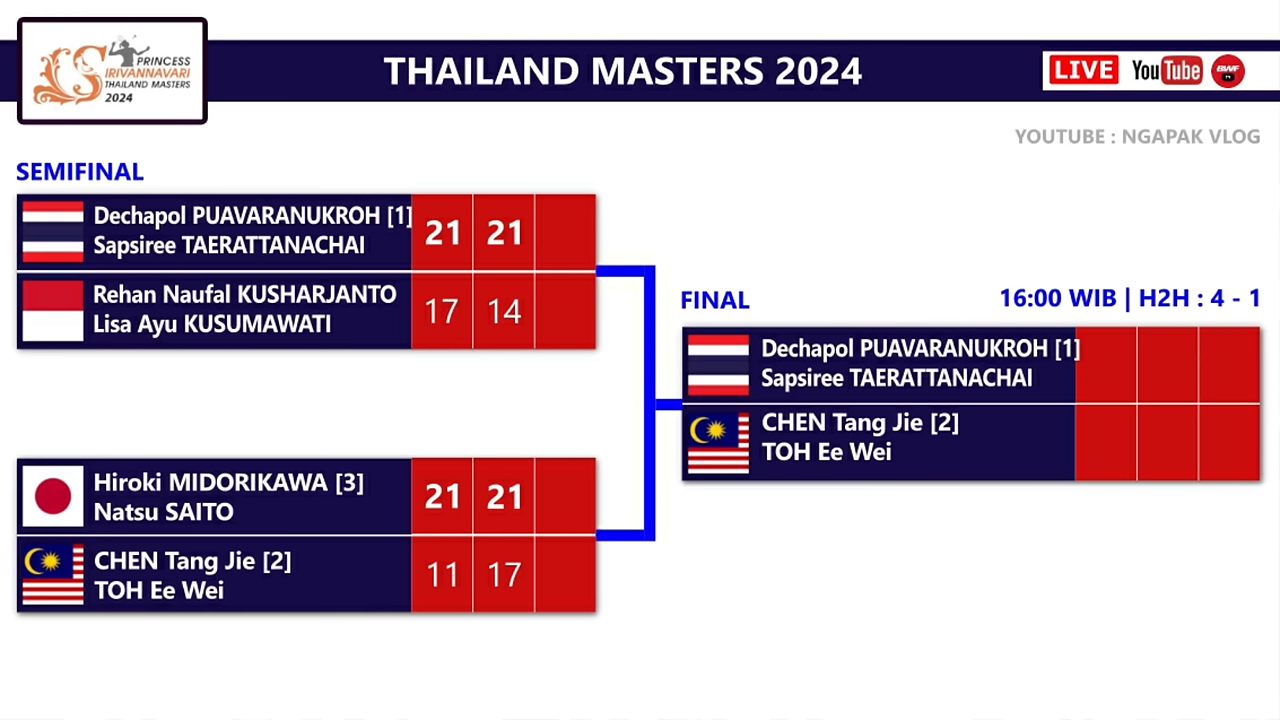 PRINCESS
SIRIVANNAVARI
THAILAND MASTERS
2024
THAILAND MASTERS 2024
LIVE YouTube BWF
YOUTUBE : NGAPAK VLOG
SEMIFINAL
Dechapol PUAVARANUKROH [1] 21 21
Sapsiree TAERATTANACHAI
Rehan Naufal KUSHARJANTO 17 14
Lisa Ayu KUSUMAWATI
FINAL 16:00 WIB | H2H : 4 - 1
Dechapol PUAVARANUKROH [1]
Sapsiree TAERATTANACHAI
CHEN Tang Jie [2]
TOH Ee Wei
Hiroki MIDORIKAWA [3] 21 21
Natsu SAITO
CHEN Tang Jie [2] 11 17
TOH Ee Wei